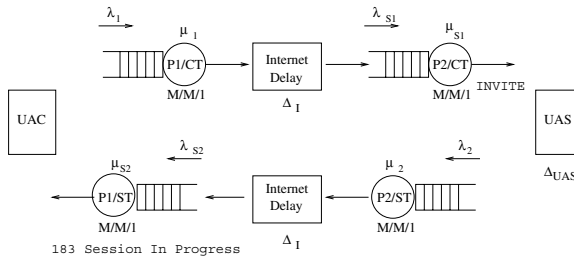 λ1
μ1
λS1
μS1
P1/CT
Internet
Delay
P2/CT
M/M/1
ΔI
M/M/1
INVITE
UAC
UAS
λS2
λ2
μS2
μ2
ΔUAS
P1/ST
Internet
Delay
P2/ST
M/M/1
ΔI
M/M/1
183 Session In Progress